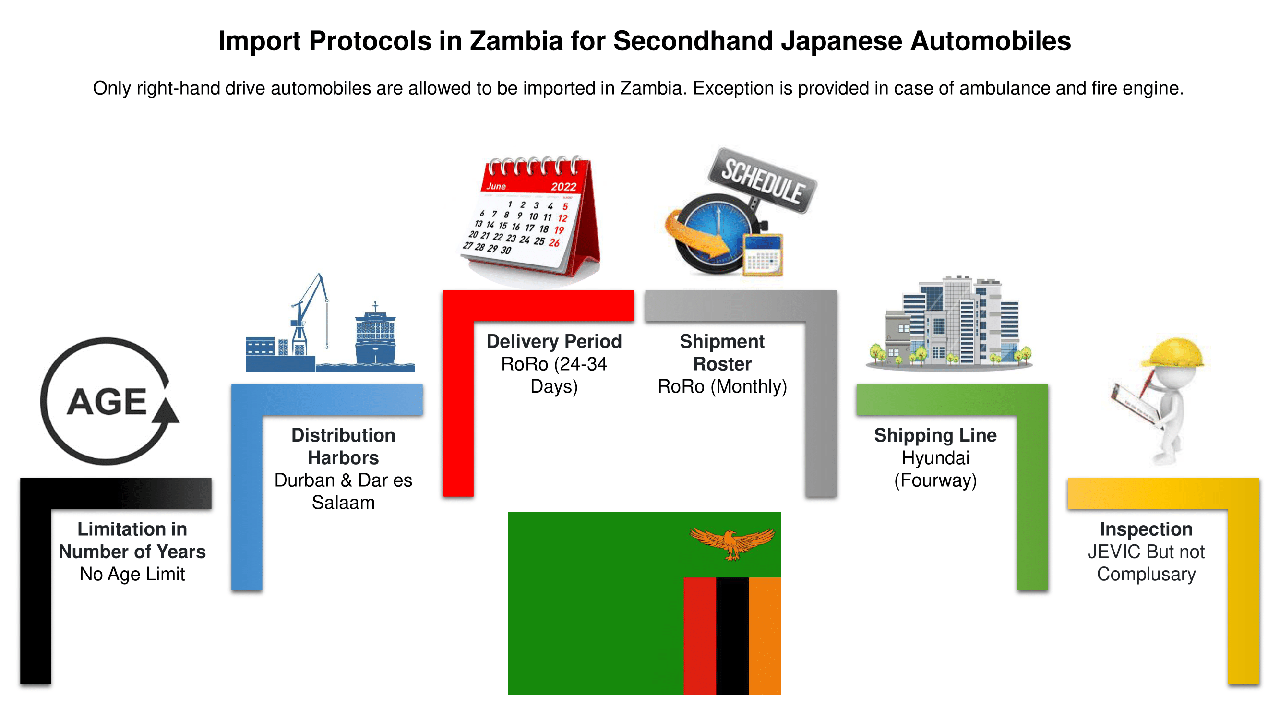 Import Protocols in Zambia for Secondhand Japanese Automobiles
Only right-hand drive automobiles are allowed to be imported in Zambia. Exception is provided in case of ambulance and fire engine.
June 2022
1 2 3 4 5
6 7 8 9 10 11 12
13 14 15 16 17 18 19
20 21 22 23 24 25 26
27 28 29 30
SCHEDULE
AGE
Limitation in
Number of Years
No Age Limit
Distribution
Harbors
Durban & Dar es
Salaam
Delivery Period
RoRo (24-34
Days)
Shipment
Roster
RoRo (Monthly)
Shipping Line
Hyundai
(Fourway)
Inspection
JEVIC But not
Complusary